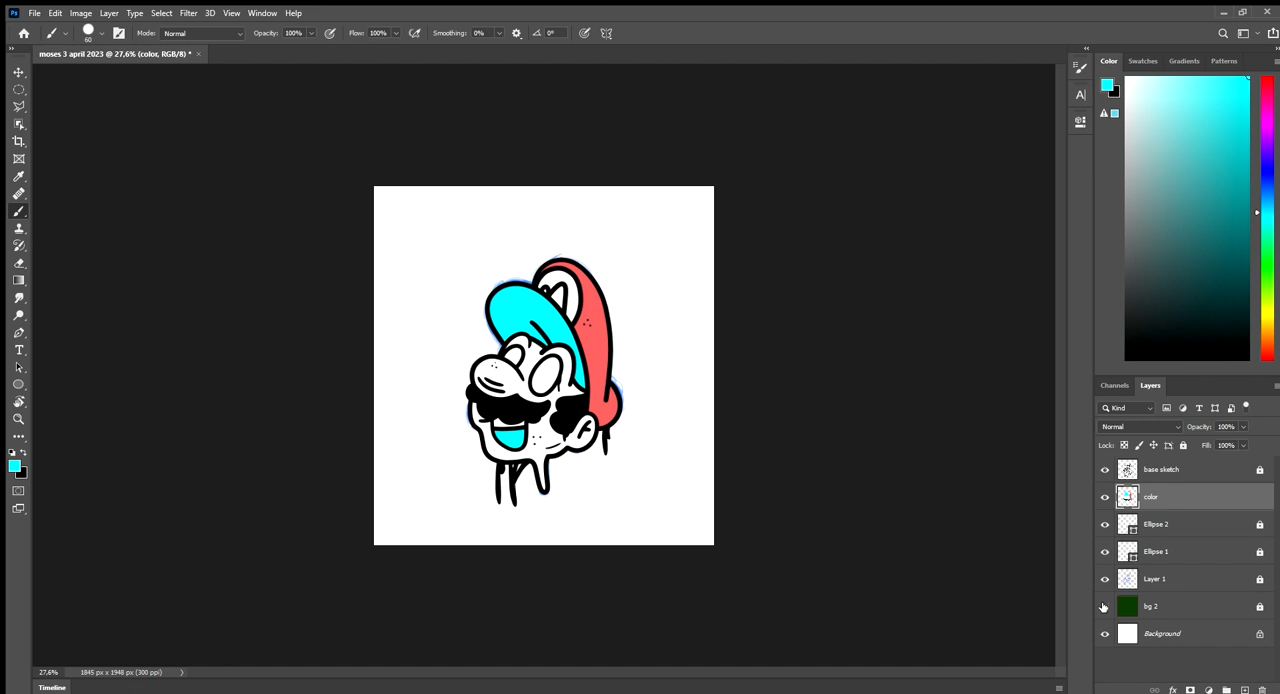 Ps File Edit Image Layer Type Select Filter 3D View Window Help
60 Mode: Normal Opacity: 100% Flow: 100% Smoothing: 0% 0°
moses 3 april 2023 @ 27,6% (color, RGB/8) * ×
Color Swatches Gradients Patterns
A
Channels Layers
Kind
Normal Opacity: 100%
Lock: Fill: 100%
base sketch
color
Ellipse 2
Ellipse 1
Layer 1
bg 2
Background
fx
27,6% 1845 px x 1948 px (300 ppi)
Timeline